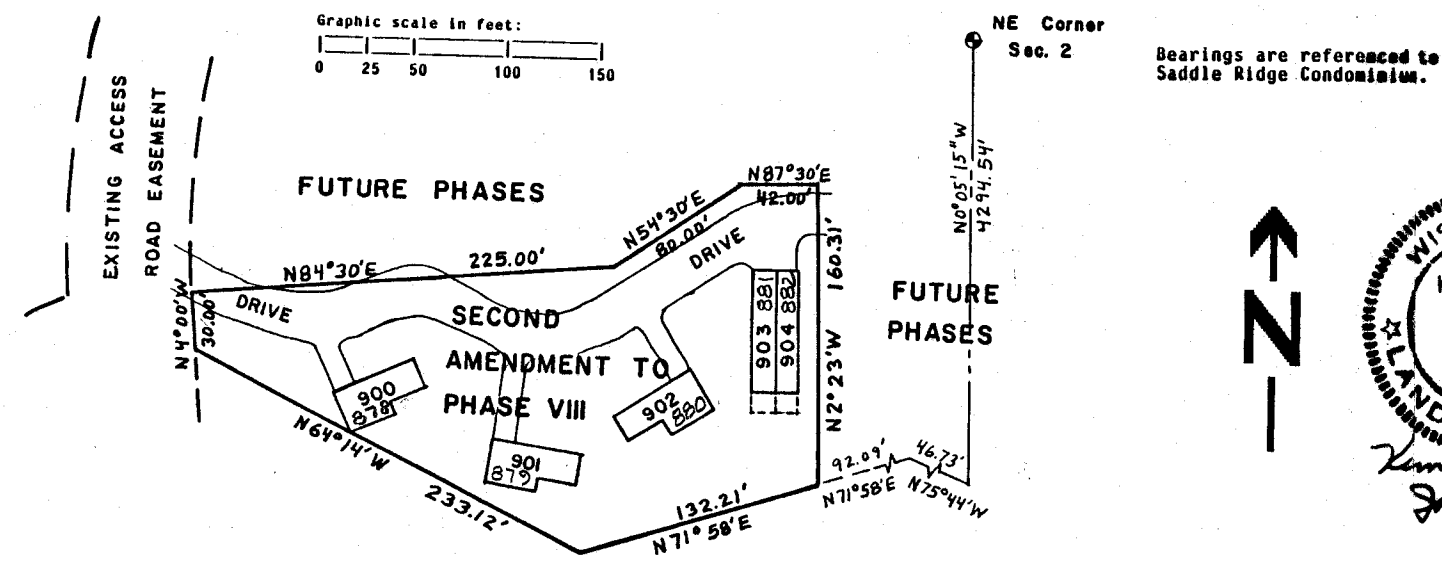 Graphic scale in feet:
0 25 50 100 150
NE Corner
Sec. 2
Bearings are referenced to
Saddle Ridge Condominium.
EXISTING ACCESS
ROAD EASEMENT
FUTURE PHASES
N 0° 05' 15" W
4294.54'
N87°30'E
42.00'
N54°30'E
80.00'
DRIVE
N84°30'E 225.00'
N 4° 00' W
30.00'
DRIVE
SECOND
AMENDMENT TO
PHASE VIII
903 881
904 882
N2°23'W 160.31'
FUTURE
PHASES
900
878
902
880
901
879
N64°14'W
233.12'
132.21'
N71°58'E
92.09'
N71°58'E
46.73'
N75°44'W
N
WIS
LAND